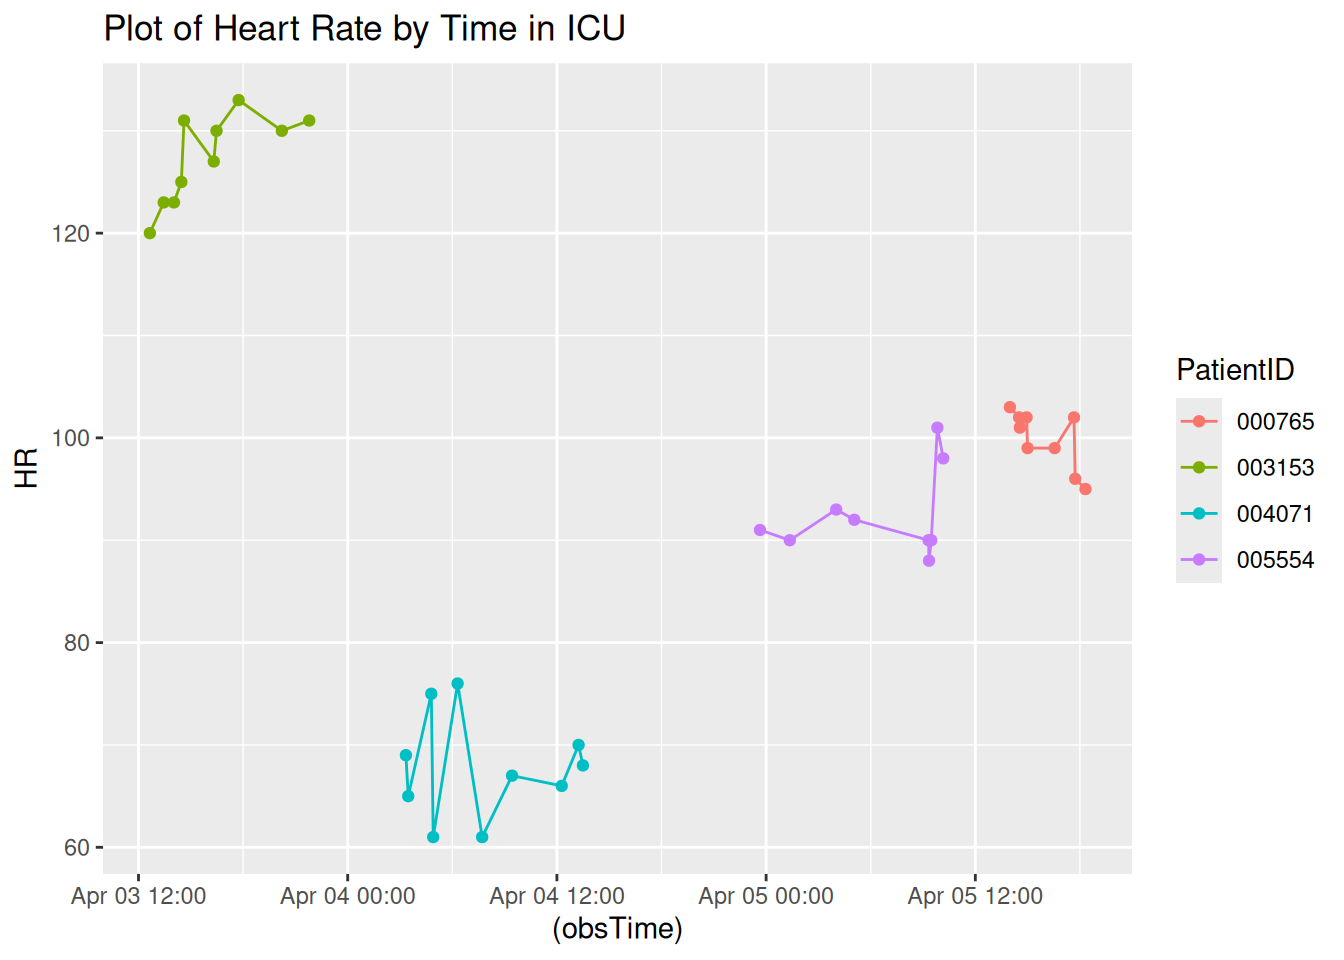 Plot of Heart Rate by Time in ICU
HR
120
100
80
60
Apr 03 12:00
Apr 04 00:00
Apr 04 12:00
Apr 05 00:00
Apr 05 12:00
(obsTime)
PatientID
000765
003153
004071
005554